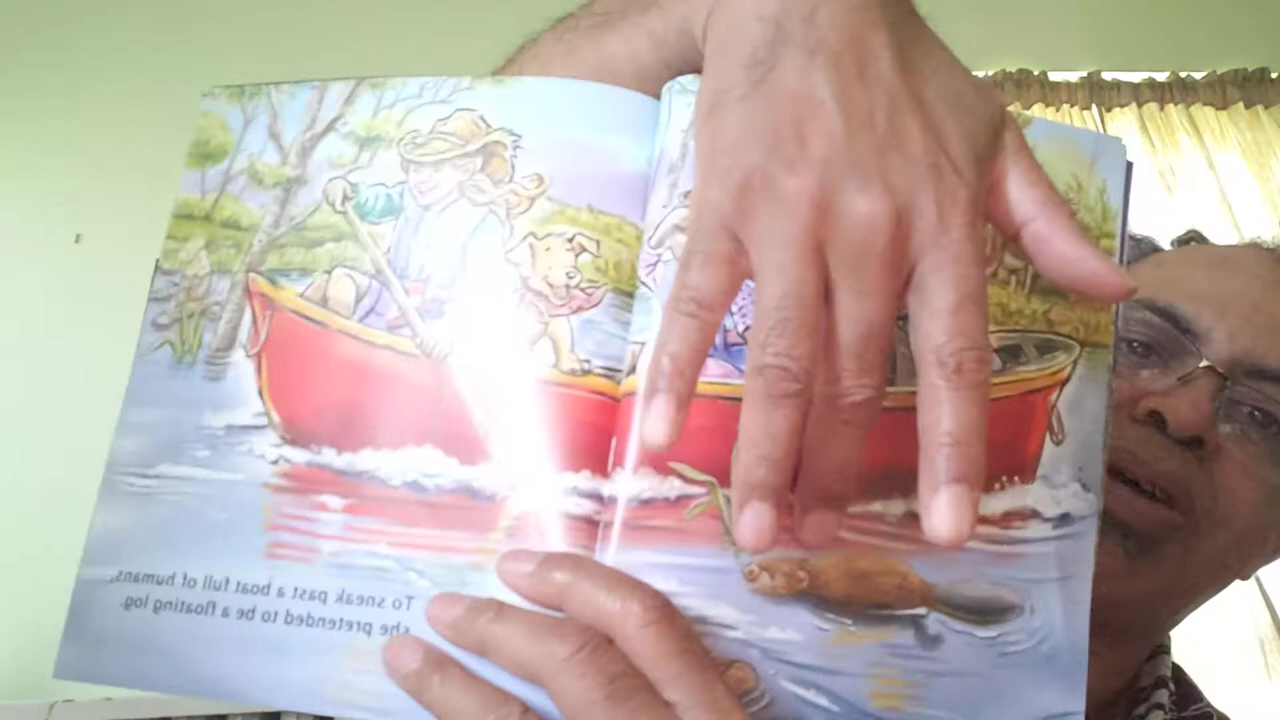 To sneak past a boat full of humans,
she pretended to be a floating log.